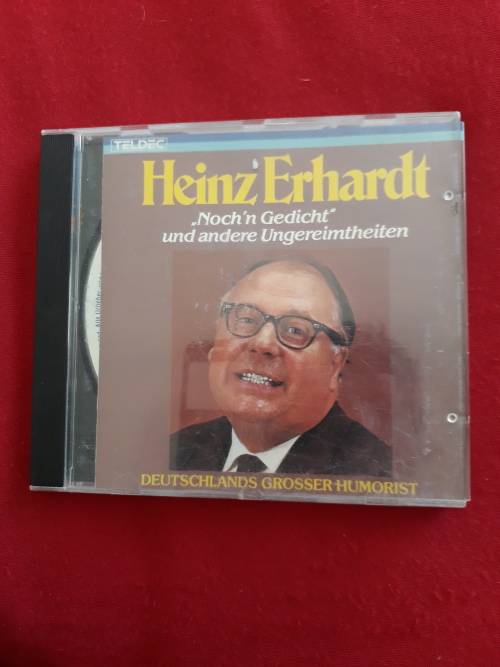 TELDEC
Heinz Erhardt
„Noch'n Gedicht"
und andere Ungereimtheiten
DEUTSCHLANDS GROSSER HUMORIST